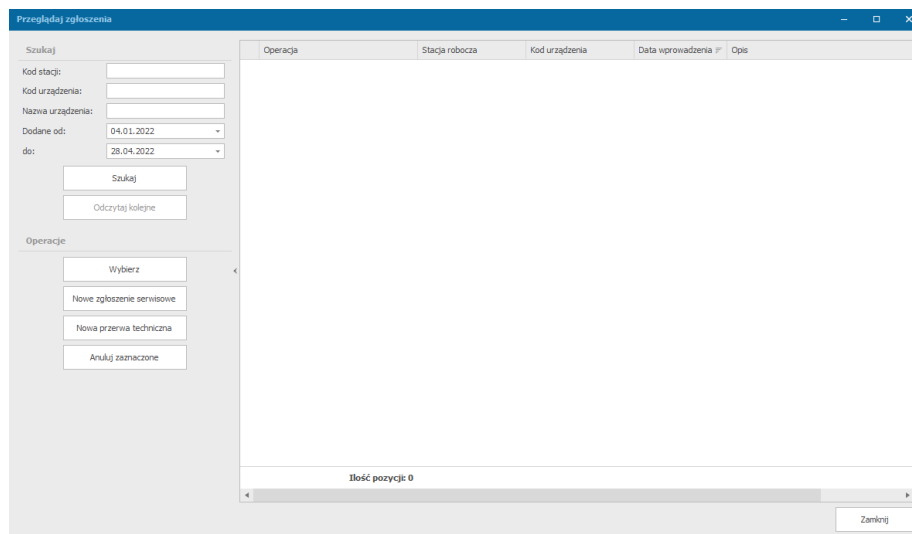 Przeglądaj zgłoszenia
Szukaj
Kod stacji:
Kod urządzenia:
Nazwa urządzenia:
Dodane od: 04.01.2022
do: 28.04.2022
Szukaj
Odczytaj kolejne
Operacje
Wybierz
Nowe zgłoszenie serwisowe
Nowa przerwa techniczna
Anuluj zaznaczone
Operacja Stacja robocza Kod urządzenia Data wprowadzenia Opis
Ilość pozycji: 0
Zamknij